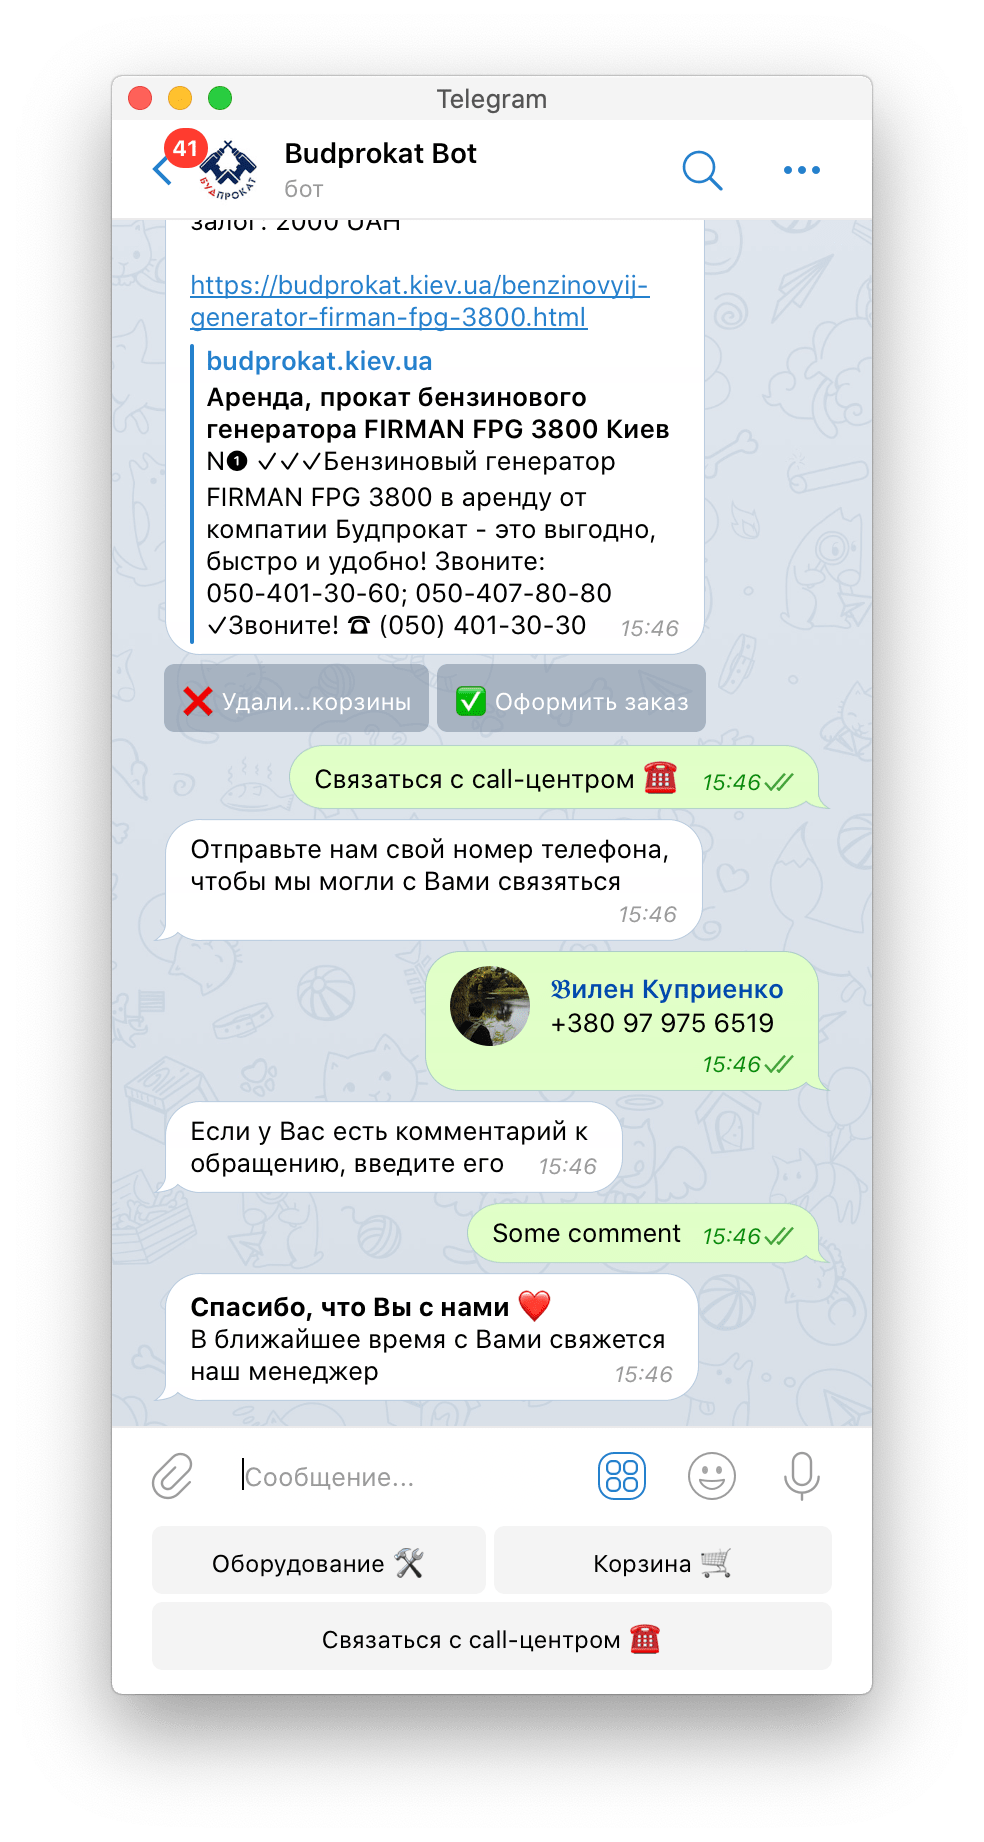 Telegram
41
Budprokat Bot
бот
БУДПРОКАТ
залог: 2000 UAH
https://budprokat.kiev.ua/benzinovyij-
generator-firman-fpg-3800.html
budprokat.kiev.ua
Аренда, прокат бензинового
генератора FIRMAN FPG 3800 Киев
N❶ ✓✓✓Бензиновый генератор
FIRMAN FPG 3800 в аренду от
компатии Будпрокат - это выгодно,
быстро и удобно! Звоните:
050-401-30-60; 050-407-80-80
✓Звоните! ☎ (050) 401-30-30 15:46
❌ Удали...корзины ✅ Оформить заказ
Связаться с call-центром ☎️ 15:46
Отправьте нам свой номер телефона,
чтобы мы могли с Вами связяться
15:46
𝕭илен Куприенко
+380 97 975 6519
15:46
Если у Вас есть комментарий к
обращению, введите его 15:46
Some comment 15:46
Спасибо, что Вы с нами ❤️
В ближайшее время с Вами свяжется
наш менеджер 15:46
Сообщение...
Оборудование 🛠 Корзина 🛒
Связаться с call-центром ☎️